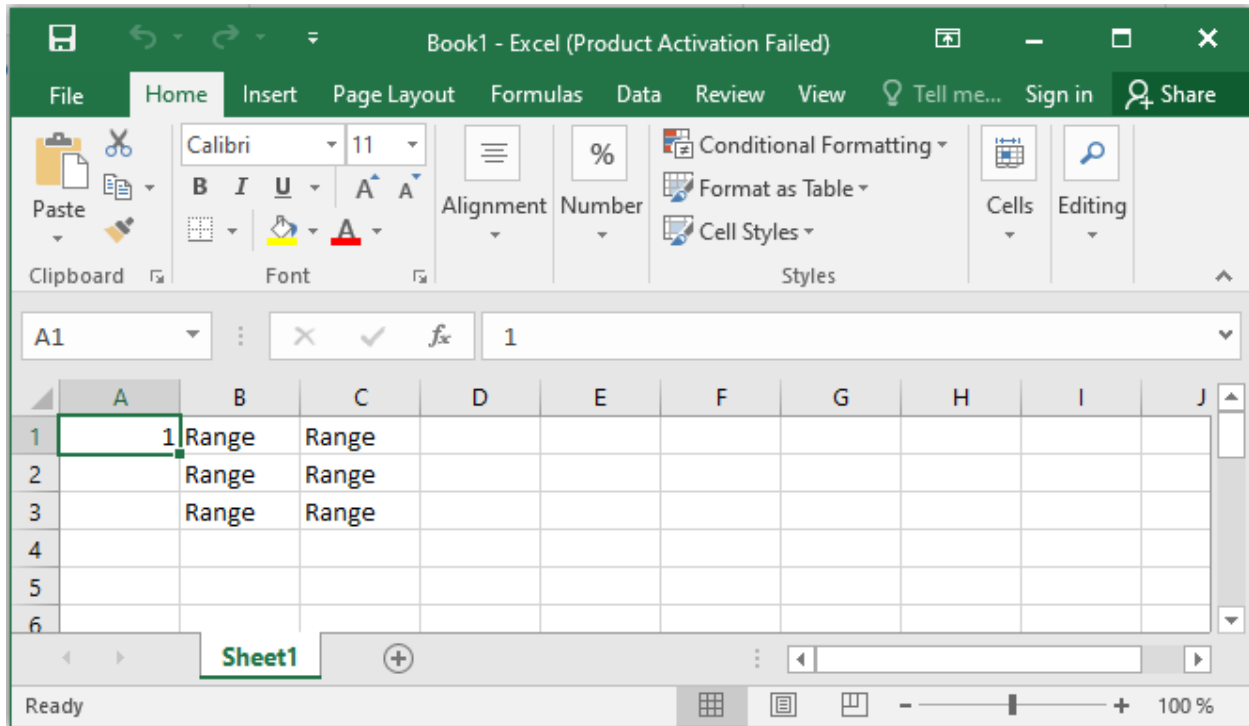 Book1 - Excel (Product Activation Failed)
File Home Insert Page Layout Formulas Data Review View Tell me... Sign in Share
Paste
Clipboard
Calibri 11
B I U A A
A
Font
Alignment
%
Number
Conditional Formatting
Format as Table
Cell Styles
Styles
Cells
Editing
A1 fx 1
A B C D E F G H I J
1 1 Range Range
2 Range Range
3 Range Range
4
5
6
Sheet1
Ready 100 %